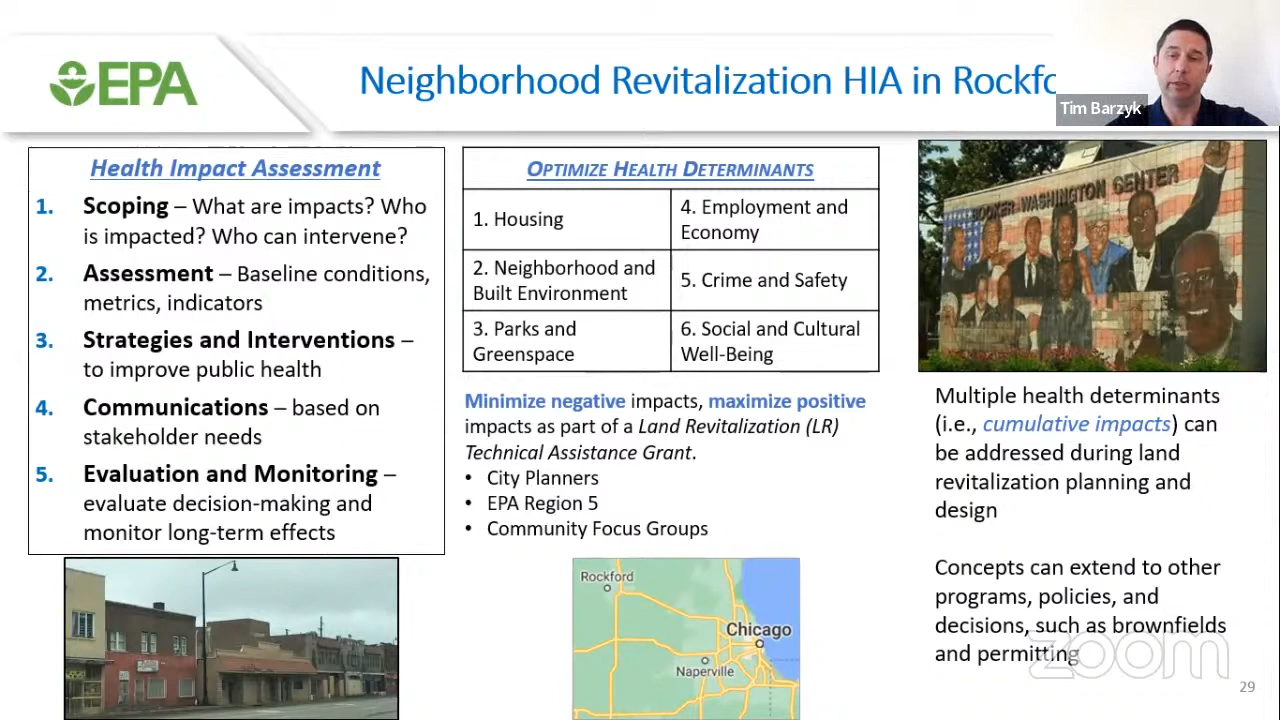 EPA
Neighborhood Revitalization HIA in Rockfo
Tim Barzyk
Health Impact Assessment
1. Scoping – What are impacts? Who
is impacted? Who can intervene?
2. Assessment – Baseline conditions,
metrics, indicators
3. Strategies and Interventions –
to improve public health
4. Communications – based on
stakeholder needs
5. Evaluation and Monitoring –
evaluate decision-making and
monitor long-term effects
OPTIMIZE HEALTH DETERMINANTS
1. Housing
4. Employment and
Economy
2. Neighborhood and
Built Environment
5. Crime and Safety
3. Parks and
Greenspace
6. Social and Cultural
Well-Being
Minimize negative impacts, maximize positive
impacts as part of a Land Revitalization (LR)
Technical Assistance Grant.
• City Planners
• EPA Region 5
• Community Focus Groups
Rockford
Chicago
Naperville
BOOKER WASHINGTON CENTER
Multiple health determinants
(i.e., cumulative impacts) can
be addressed during land
revitalization planning and
design
Concepts can extend to other
programs, policies, and
decisions, such as brownfields
and permitting
zoom
29